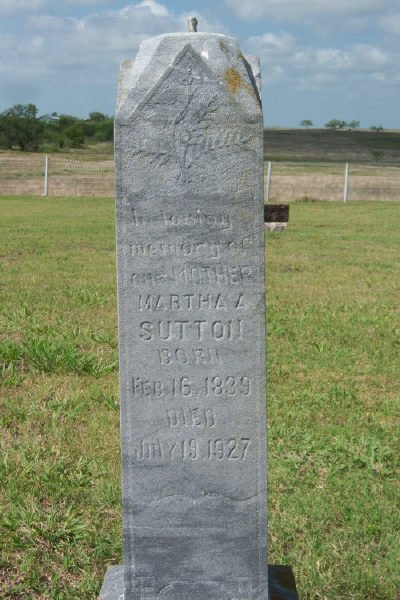 In loving
memory of
our MOTHER
MARTHA A
SUTTON
BORN
FEB 16, 1839
DIED
JULY 19, 1927